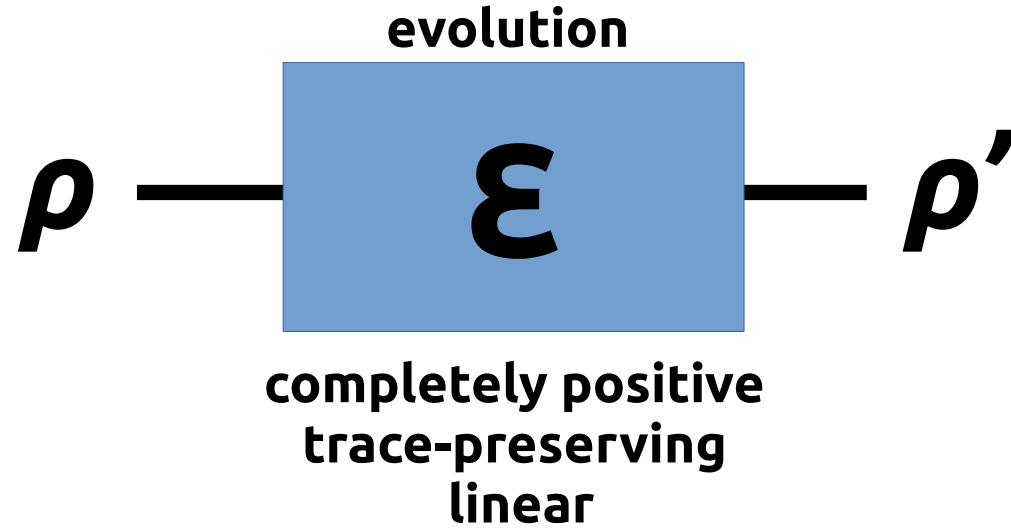 evolution
ρ ε ρ’
completely positive
trace-preserving
linear